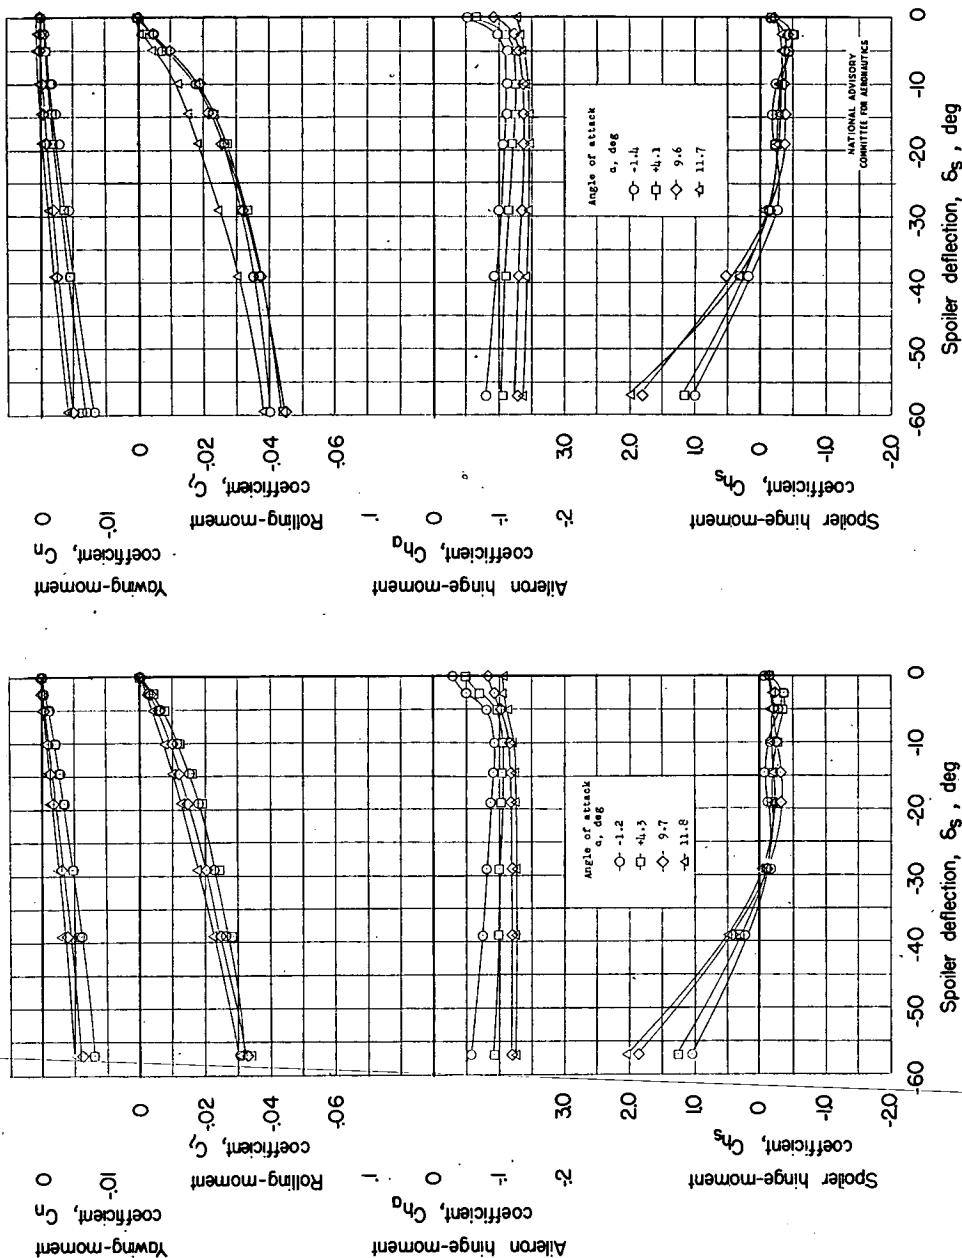 Yawing-moment
coefficient, Cn
0
-.01
Rolling-moment
coefficient, Cl
0
-.02
-.04
-.06
Aileron hinge-moment
coefficient, Cha
.1
0
-.1
-.2
Spoiler hinge-moment
coefficient, Chs
3.0
2.0
1.0
0
-1.0
-2.0
Angle of attack
α, deg
-1.2
+4.3
9.7
11.8
-60 -50 -40 -30 -20 -10 0
Spoiler deflection, δs, deg
Yawing-moment
coefficient, Cn
0
-.01
Rolling-moment
coefficient, Cl
0
-.02
-.04
-.06
Aileron hinge-moment
coefficient, Cha
.1
0
-.1
-.2
Spoiler hinge-moment
coefficient, Chs
3.0
2.0
1.0
0
-1.0
-2.0
Angle of attack
α, deg
-1.4
+4.1
9.6
11.7
NATIONAL ADVISORY
COMMITTEE FOR AERONAUTICS
-60 -50 -40 -30 -20 -10 0
Spoiler deflection, δs, deg